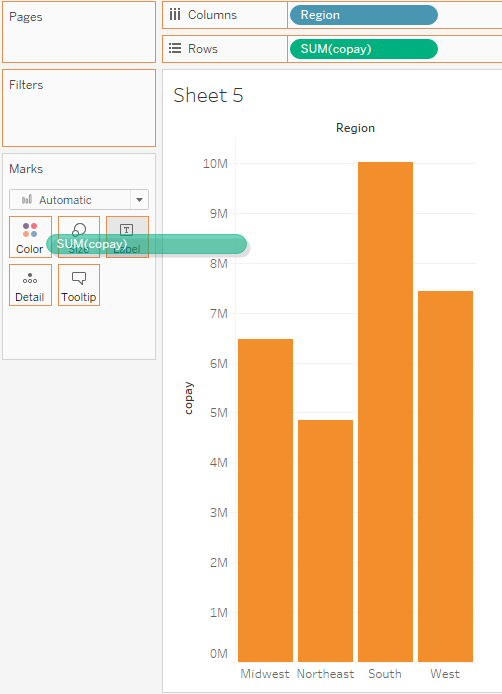 Pages
Columns
Region
Rows
SUM(copay)
Filters
Sheet 5
Marks
Automatic
Color
Size
Label
SUM(copay)
Detail
Tooltip
Region
10M
9M
8M
7M
6M
5M
4M
3M
2M
1M
0M
copay
Midwest Northeast South West